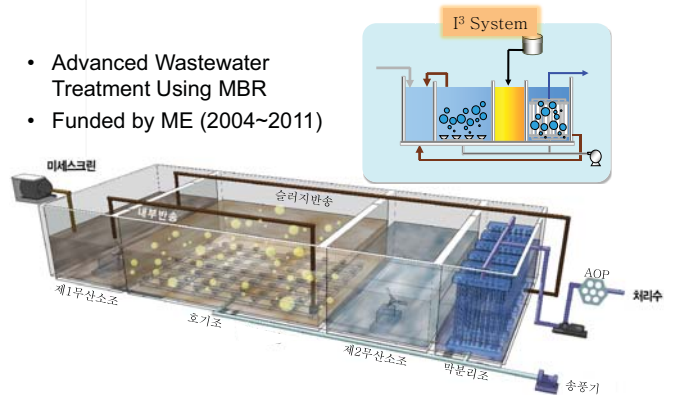 I³ System
• Advanced Wastewater
Treatment Using MBR
• Funded by ME (2004~2011)
미세스크린
슬러지반송
내부반송
AOP
처리수
제1무산소조
호기조
제2무산소조
막분리조
송풍기